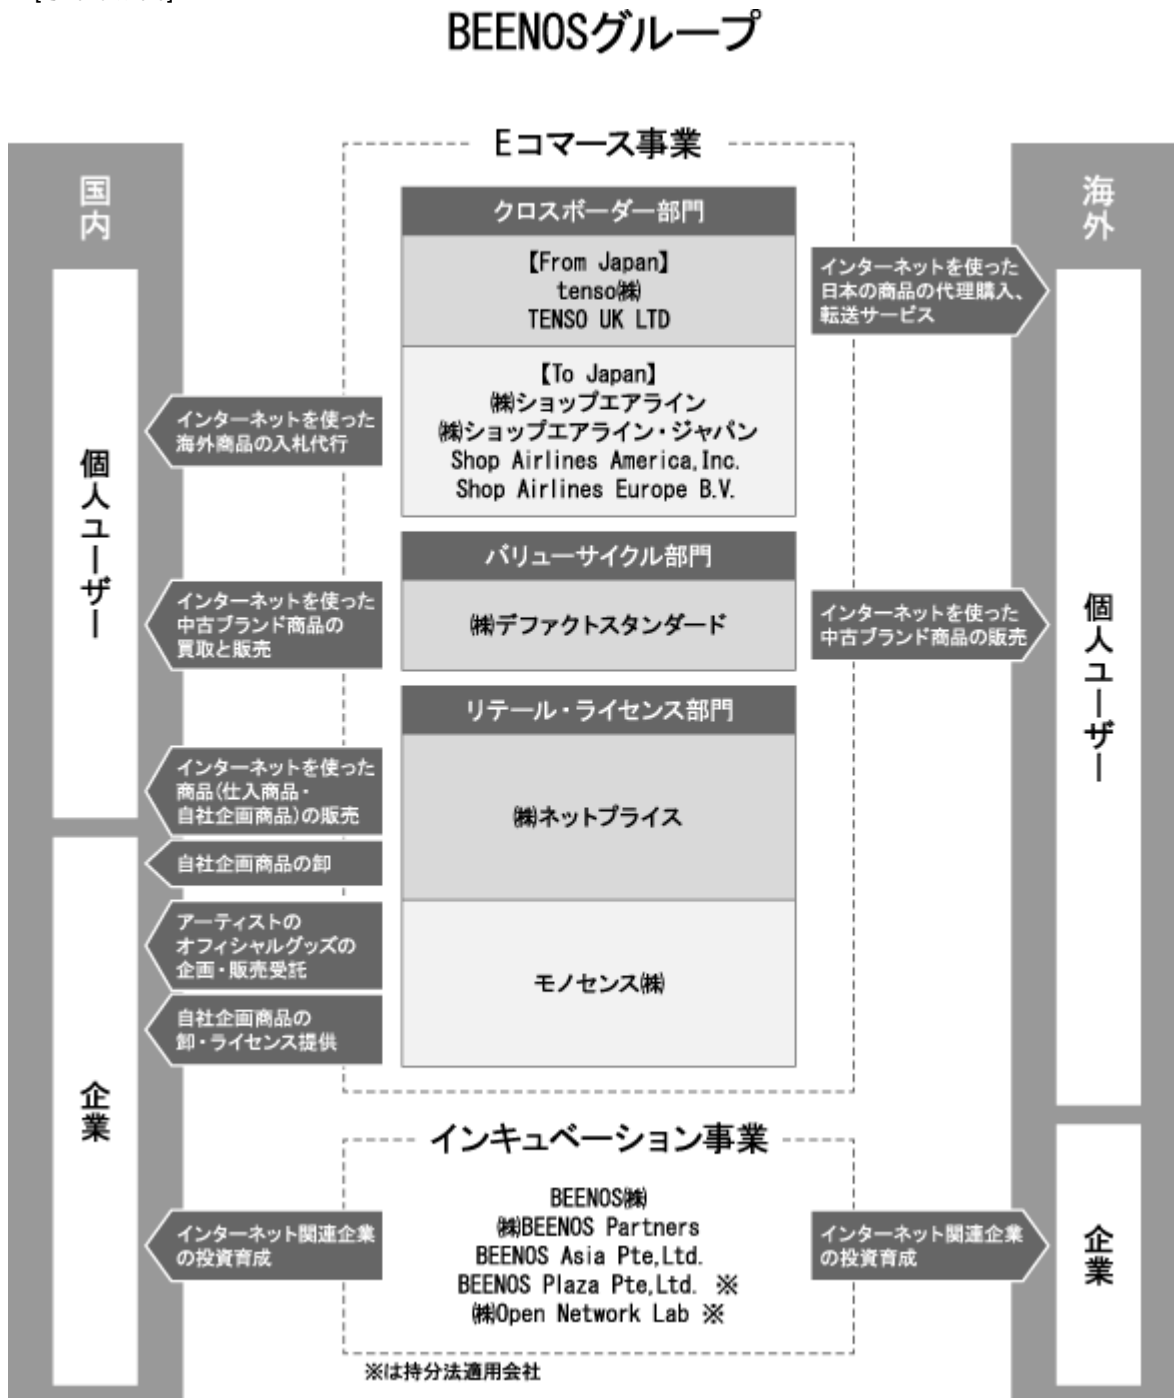 BEENOSグループ
Eコマース事業
国内
海外
クロスボーダー部門
【From Japan】
tenso㈱
TENSO UK LTD
インターネットを使った
日本の商品の代理購入、
転送サービス
【To Japan】
㈱ショップエアライン
㈱ショップエアライン・ジャパン
Shop Airlines America,Inc.
Shop Airlines Europe B.V.
インターネットを使った
海外商品の入札代行
個人ユーザー
バリューサイクル部門
㈱デファクトスタンダード
インターネットを使った
中古ブランド商品の
買取と販売
インターネットを使った
中古ブランド商品の販売
個人ユーザー
リテール・ライセンス部門
㈱ネットプライス
インターネットを使った
商品(仕入商品・
自社企画商品)の販売
自社企画商品の卸
アーティストの
オフィシャルグッズの
企画・販売受託
モノセンス㈱
自社企画商品の
卸・ライセンス提供
企業
インキュベーション事業
BEENOS㈱
㈱BEENOS Partners
BEENOS Asia Pte,Ltd.
BEENOS Plaza Pte,Ltd. ※
㈱Open Network Lab ※
インターネット関連企業
の投資育成
インターネット関連企業
の投資育成
企業
※は持分法適用会社